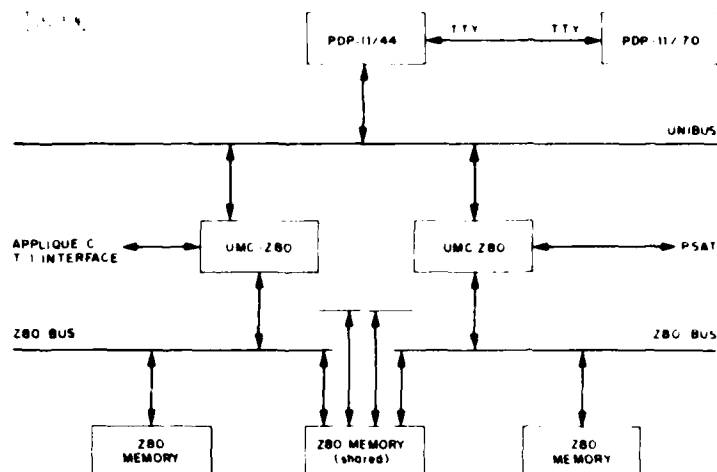 PDP-11/44
TTY TTY
PDP-11/70
UNIBUS
APPLIQUE C
T 1 INTERFACE
UMC-Z80
UMC Z80
PSAT
Z80 BUS
Z80 BUS
Z80
MEMORY
Z80 MEMORY
(shared)
Z80
MEMORY